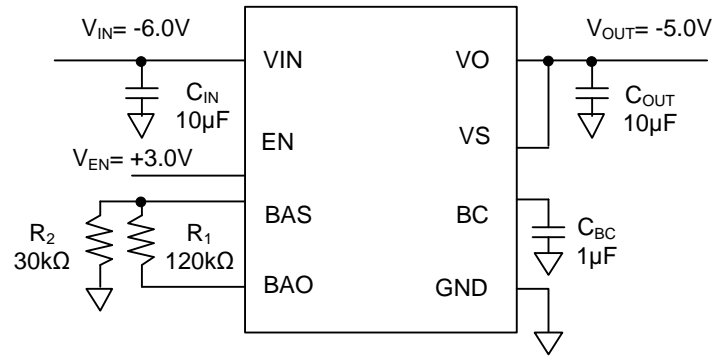 VIN= -6.0V
VOUT= -5.0V
VIN
VO
CIN
10µF
COUT
10µF
EN
VS
VEN= +3.0V
BAS
BC
R2
30kΩ
R1
120kΩ
CBC
1µF
BAO
GND